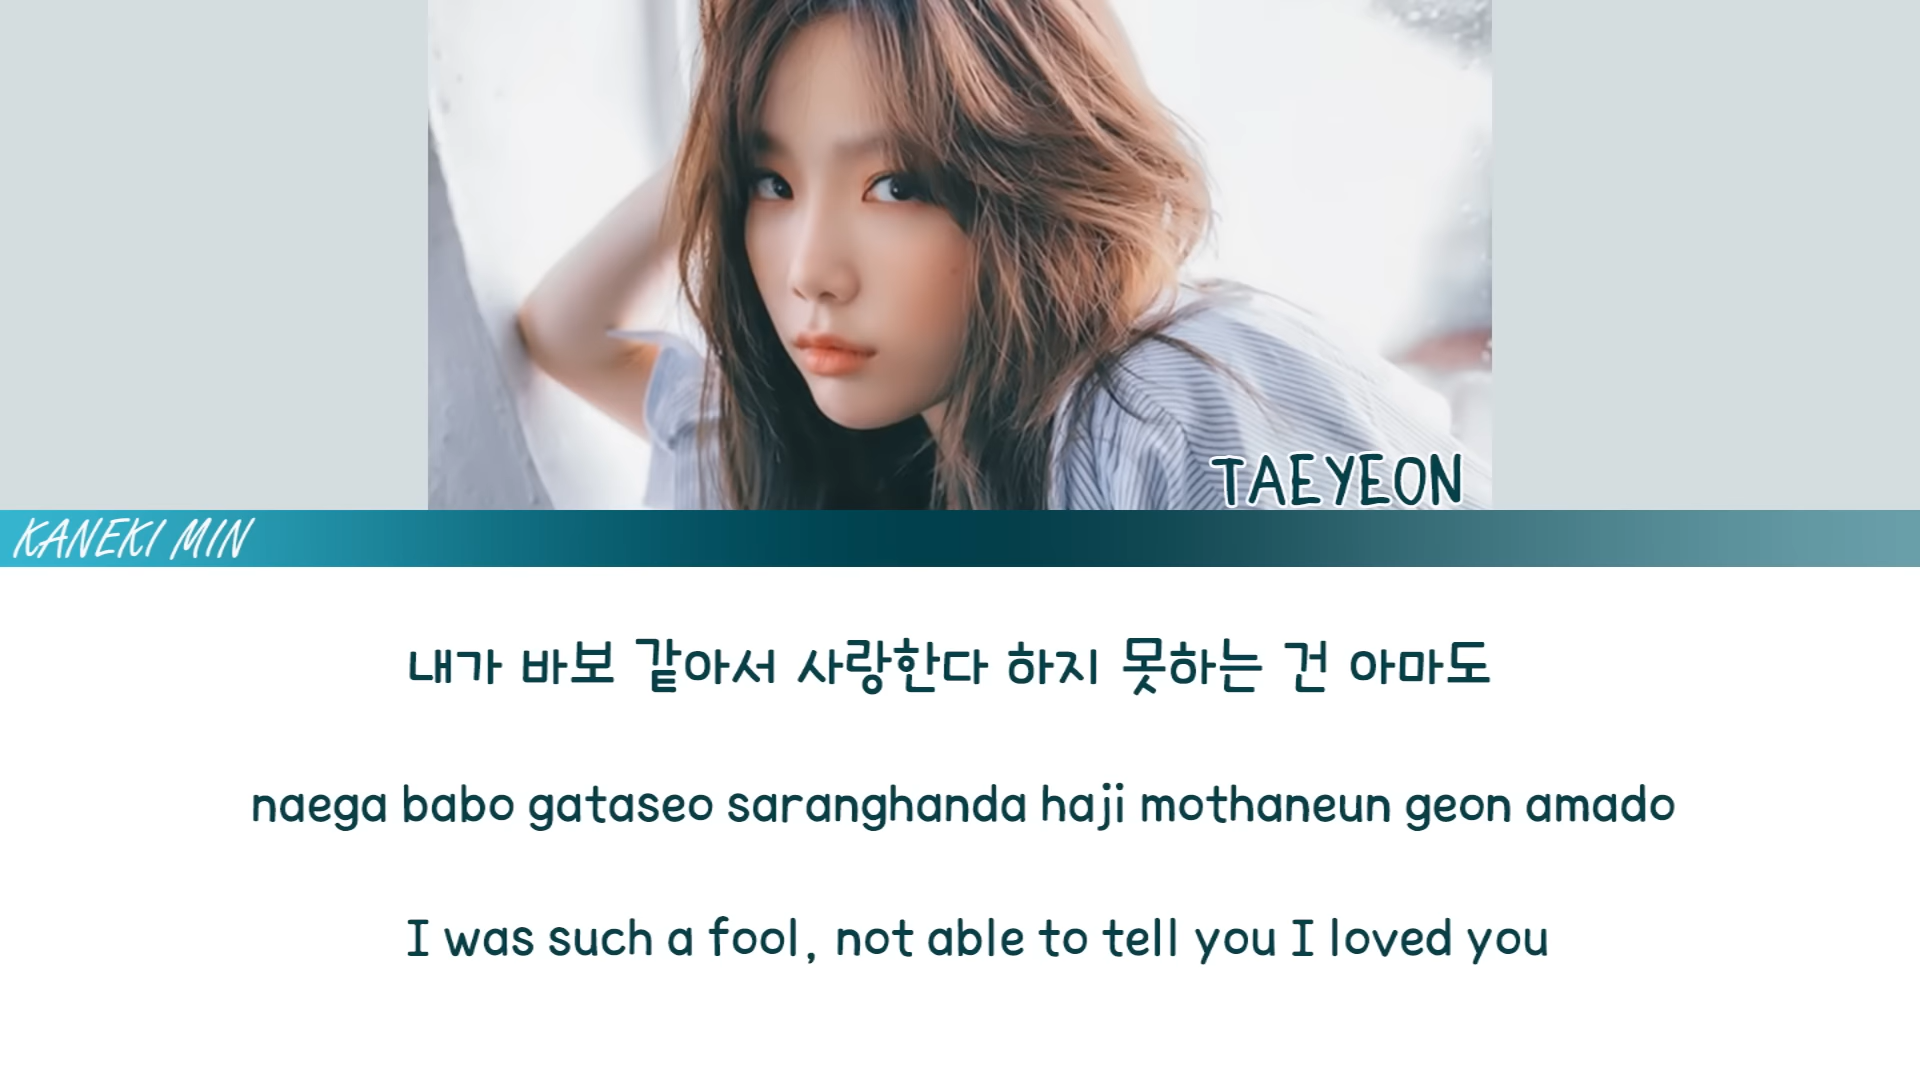 TAEYEON
KANEKI MIN
내가 바보 같아서 사랑한다 하지 못하는 건 아마도
naega babo gataseo saranghanda haji mothaneun geon amado
I was such a fool, not able to tell you I loved you